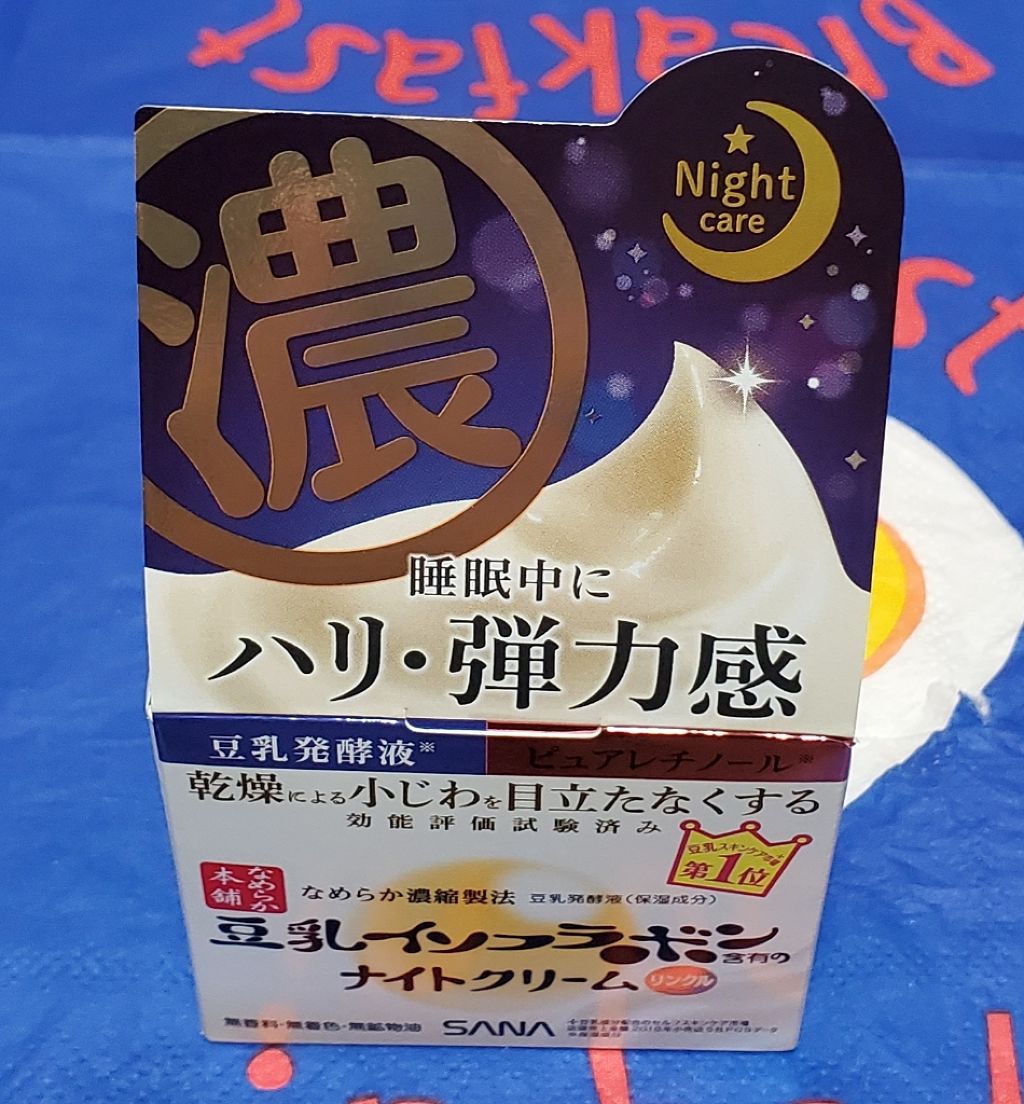 Breakfast
Night
care
濃
睡眠中に
ハリ・弾力感
豆乳発酵液※
ピュアレチノール※
乾燥による小じわを目立たなくする
効能評価試験済み
豆乳スキンケア市場
第1位
なめらか
本舗
なめらか濃縮製法 豆乳発酵液(保湿成分)
豆乳イソフラボン含有の
ナイトクリーム リンクル
無香料・無着色・無鉱物油 SANA